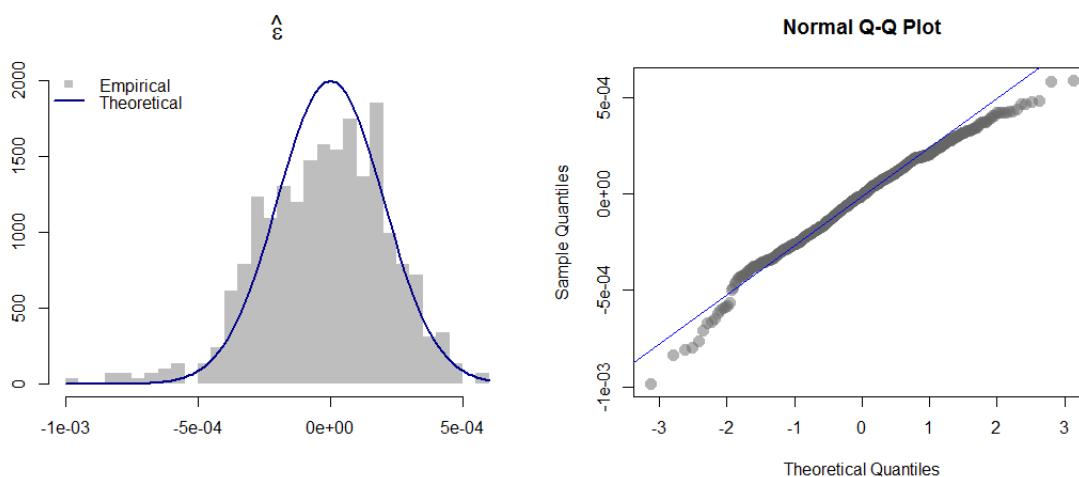 ε̂
Empirical
Theoretical
2000
1500
1000
500
0
-1e-03 -5e-04 0e+00 5e-04
Normal Q-Q Plot
Sample Quantiles
5e-04
0e+00
-5e-04
-1e-03
-3 -2 -1 0 1 2 3
Theoretical Quantiles